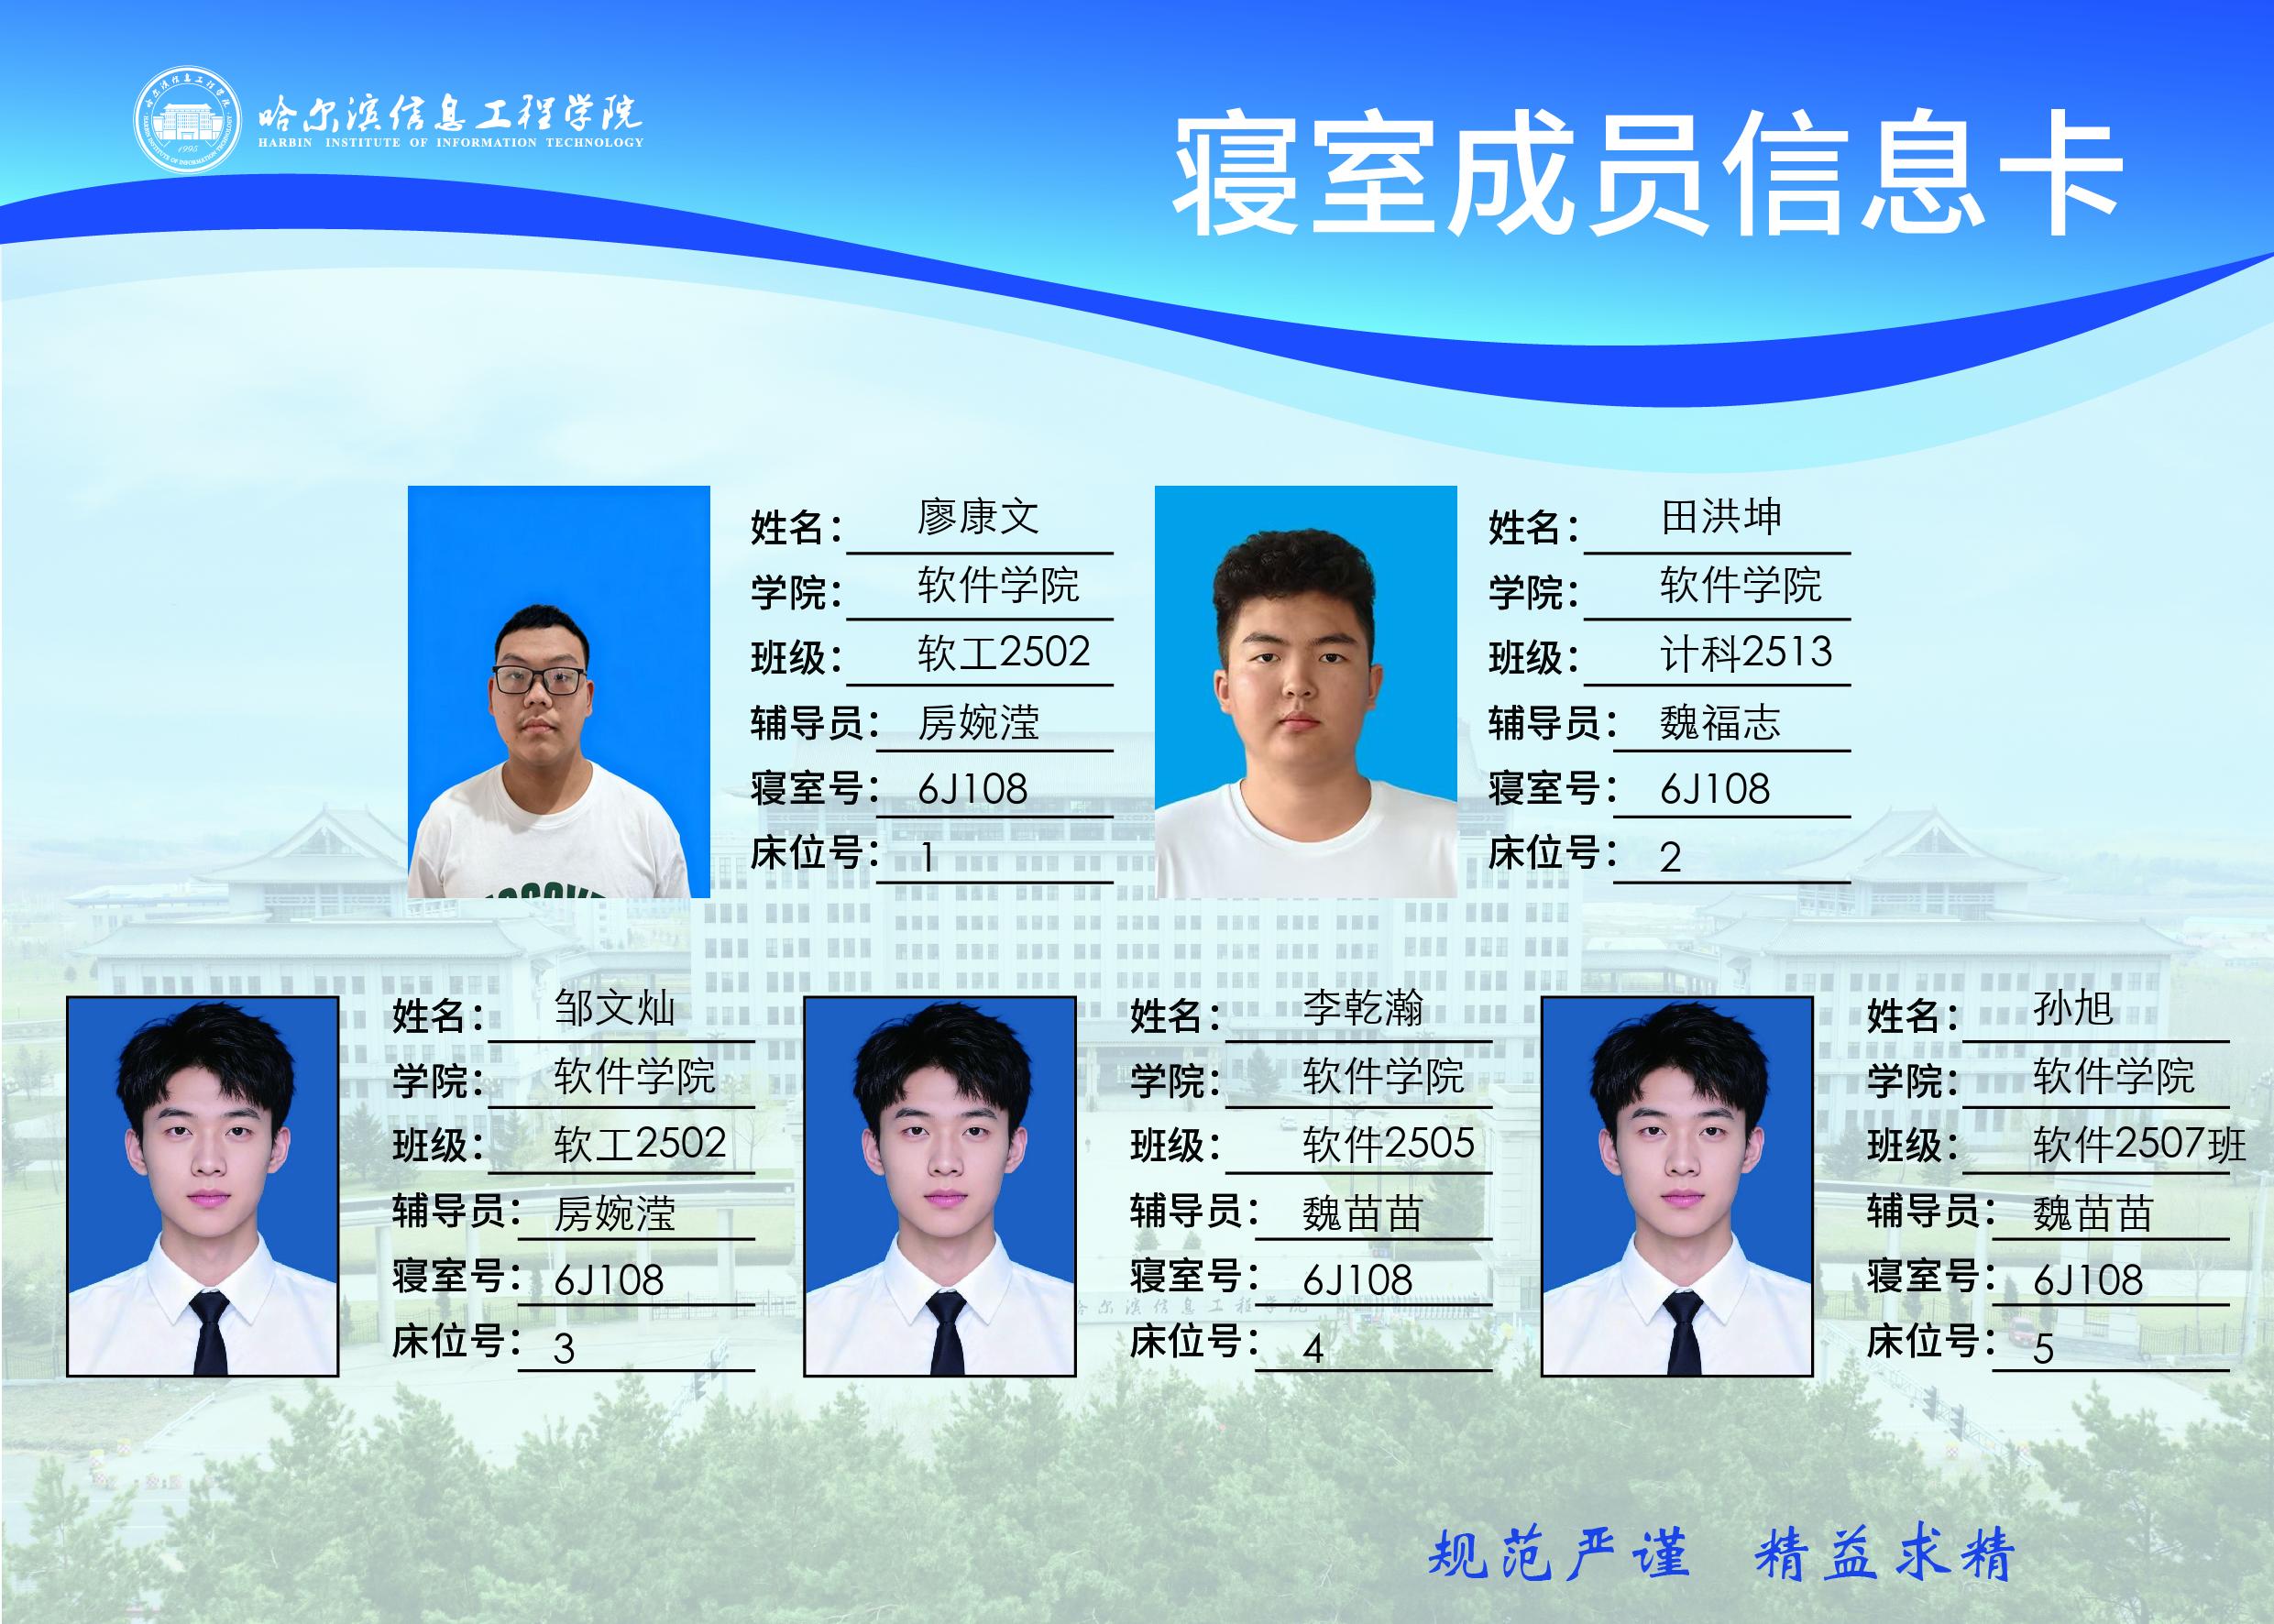 哈尔滨信息工程学院
HARBIN INSTITUTE OF INFORMATION TECHNOLOGY
1995
寝室成员信息卡
姓名： 廖康文
学院： 软件学院
班级： 软工2502
辅导员： 房婉滢
寝室号： 6J108
床位号： 1
姓名： 田洪坤
学院： 软件学院
班级： 计科2513
辅导员： 魏福志
寝室号： 6J108
床位号： 2
姓名： 邹文灿
学院： 软件学院
班级： 软工2502
辅导员： 房婉滢
寝室号： 6J108
床位号： 3
姓名： 李乾瀚
学院： 软件学院
班级： 软件2505
辅导员： 魏苗苗
寝室号： 6J108
床位号： 4
姓名： 孙旭
学院： 软件学院
班级： 软件2507班
辅导员： 魏苗苗
寝室号： 6J108
床位号： 5
哈尔滨信息工程学院
规范严谨 精益求精